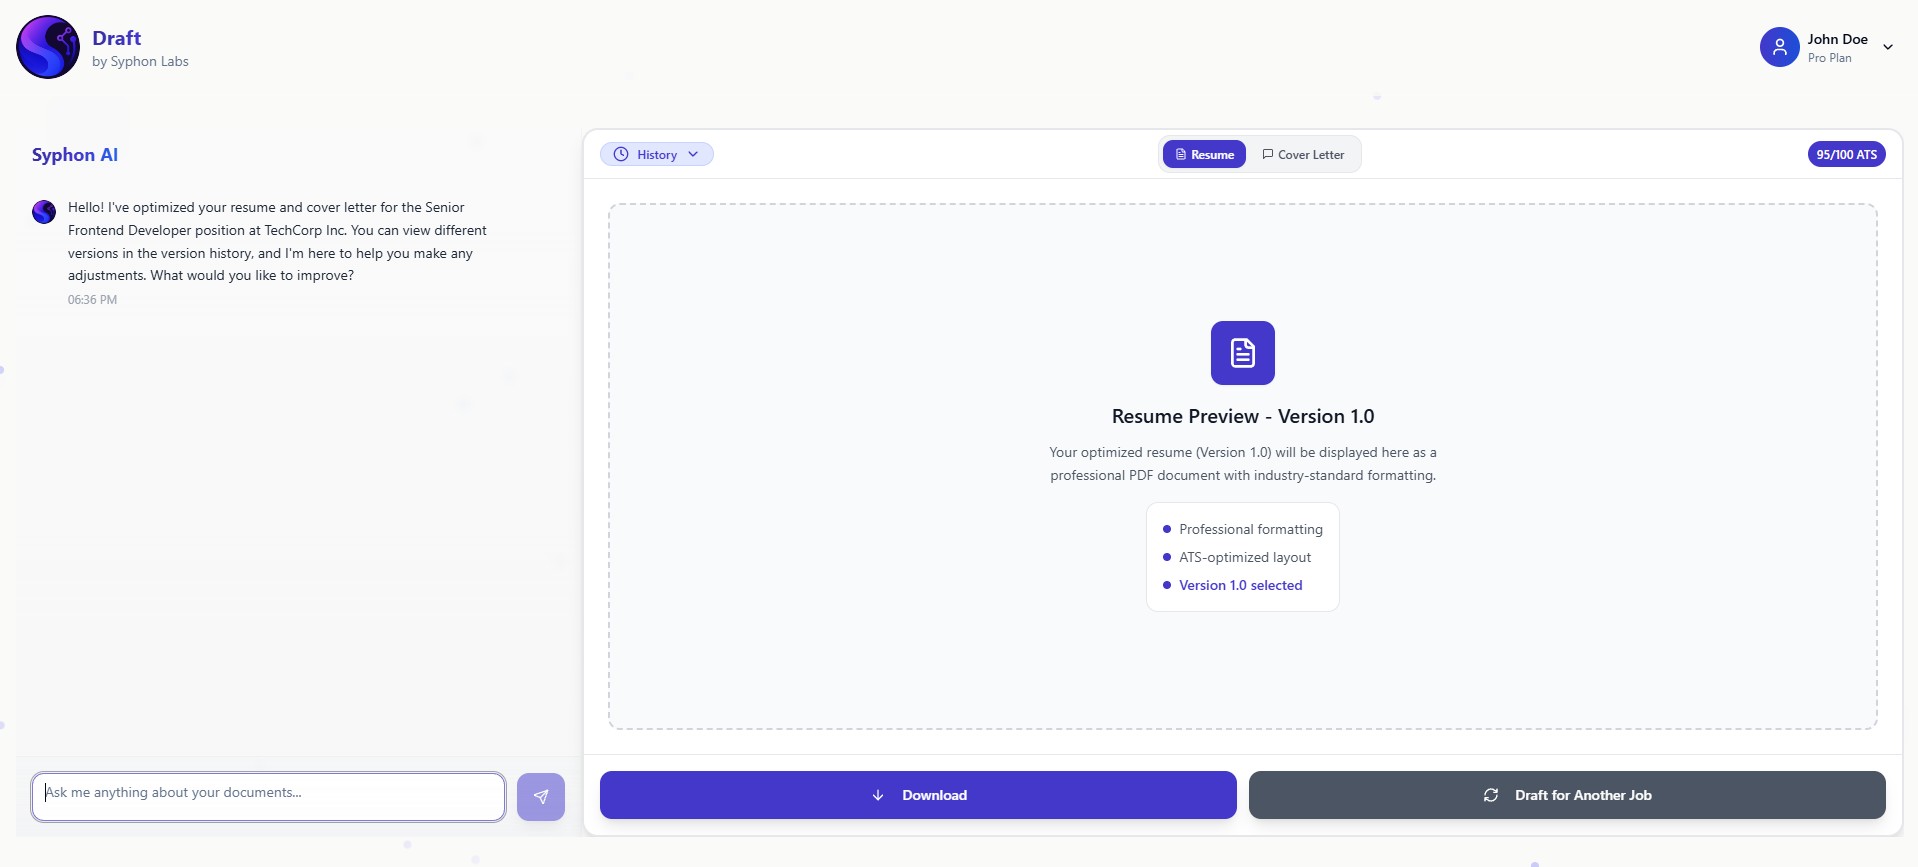 Draft
by Syphon Labs
John Doe
Pro Plan
Syphon AI
Hello! I've optimized your resume and cover letter for the Senior
Frontend Developer position at TechCorp Inc. You can view different
versions in the version history, and I'm here to help you make any
adjustments. What would you like to improve?
06:36 PM
Ask me anything about your documents...
History
Resume
Cover Letter
95/100 ATS
Resume Preview - Version 1.0
Your optimized resume (Version 1.0) will be displayed here as a
professional PDF document with industry-standard formatting.
Professional formatting
ATS-optimized layout
Version 1.0 selected
Download
Draft for Another Job